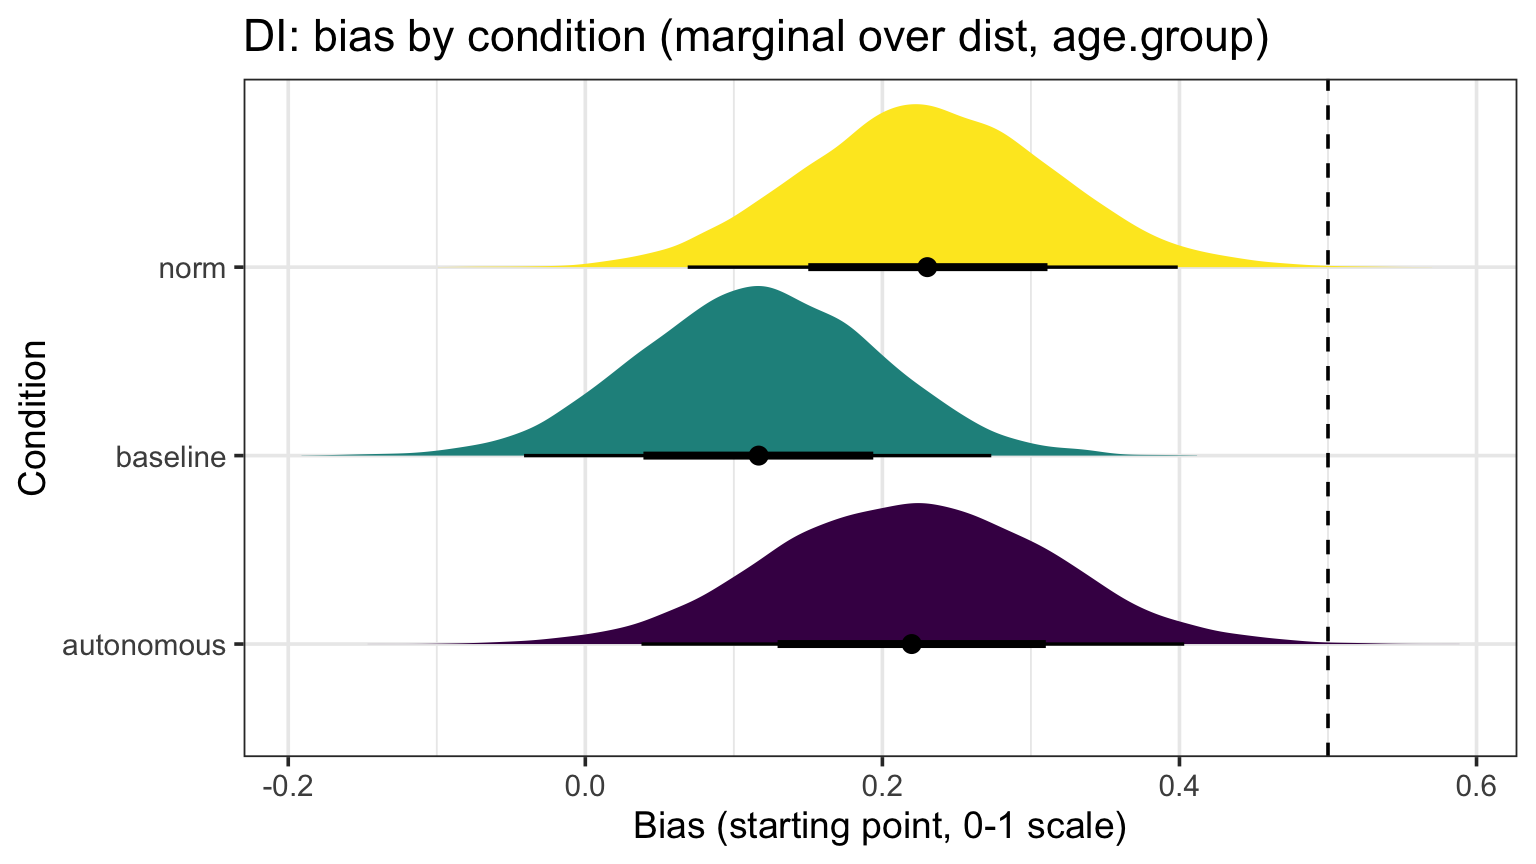 DI: bias by condition (marginal over dist, age.group)
Condition
norm
baseline
autonomous
-0.2 0.0 0.2 0.4 0.6
Bias (starting point, 0-1 scale)